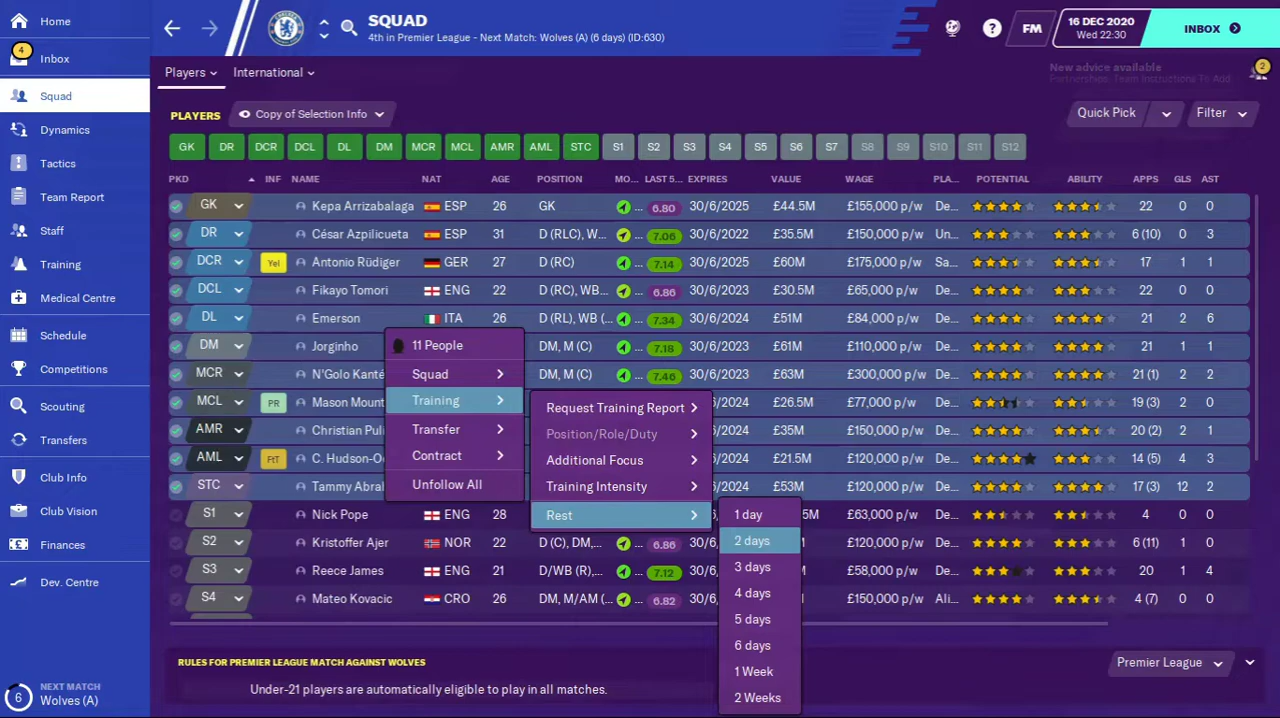 Home
4
Inbox
Squad
Dynamics
Tactics
Team Report
Staff
Training
Medical Centre
Schedule
Competitions
Scouting
Transfers
Club Info
Club Vision
Finances
Dev. Centre
6
NEXT MATCH
Wolves (A)
SQUAD
4th in Premier League - Next Match: Wolves (A) (6 days) (ID:630)
?
FM
16 DEC 2020
Wed 22:30
INBOX
Players
International
New advice available
Partnerships, Team Instructions To Add
2
PLAYERS
Copy of Selection Info
Quick Pick
Filter
GK DR DCR DCL DL DM MCR MCL AMR AML STC S1 S2 S3 S4 S5 S6 S7 S8 S9 S10 S11 S12
PKD INF NAME NAT AGE POSITION MO... LAST 5... EXPIRES VALUE WAGE PLA... POTENTIAL ABILITY APPS GLS AST
GK Kepa Arrizabalaga ESP 26 GK ... 6.80 30/6/2025 £44.5M £155,000 p/w De... 22 0 0
DR César Azpilicueta ESP 31 D (RLC), W... ... 7.06 30/6/2022 £35.5M £150,000 p/w Un... 6 (10) 0 3
DCR Yel Antonio Rüdiger GER 27 D (RC) ... 7.14 30/6/2025 £60M £175,000 p/w Sa... 17 1 1
DCL Fikayo Tomori ENG 22 D (RC), WB... ... 6.86 30/6/2023 £30.5M £65,000 p/w De... 22 0 0
DL Emerson ITA 26 D (RL), WB (... ... 7.34 30/6/2023 £51M £84,000 p/w De... 21 2 6
DM Jorginho DM, M (C) ... 7.18 30/6/2023 £61M £110,000 p/w De... 21 1 1
MCR N'Golo Kanté DM, M (C) ... 7.46 30/6/2023 £63M £300,000 p/w De... 21 (1) 2 2
MCL PR Mason Mount /2024 £26.5M £77,000 p/w De... 19 (3) 2 2
AMR Christian Puli /2024 £35M £150,000 p/w De... 20 (2) 2 1
AML FtT C. Hudson-O /2024 £21.5M £120,000 p/w De... 14 (5) 4 3
STC Tammy Abra /2024 £53M £120,000 p/w De... 17 (3) 12 2
S1 Nick Pope ENG 28 5M £63,000 p/w De... 4 0 0
S2 Kristoffer Ajer NOR 22 D (C), DM,... ... 6.86 30/6/ £120,000 p/w De... 6 (11) 1 0
S3 Reece James ENG 21 D/WB (R),... ... 7.12 30/6/ £58,000 p/w De... 20 1 4
S4 Mateo Kovacic CRO 26 DM, M/AM (... ... 6.82 30/6/ £150,000 p/w Ali... 4 (7) 0 0
11 People
Squad
Training
Transfer
Contract
Unfollow All
Request Training Report
Position/Role/Duty
Additional Focus
Training Intensity
Rest
1 day
2 days
3 days
4 days
5 days
6 days
1 Week
2 Weeks
RULES FOR PREMIER LEAGUE MATCH AGAINST WOLVES
Premier League
Under-21 players are automatically eligible to play in all matches.